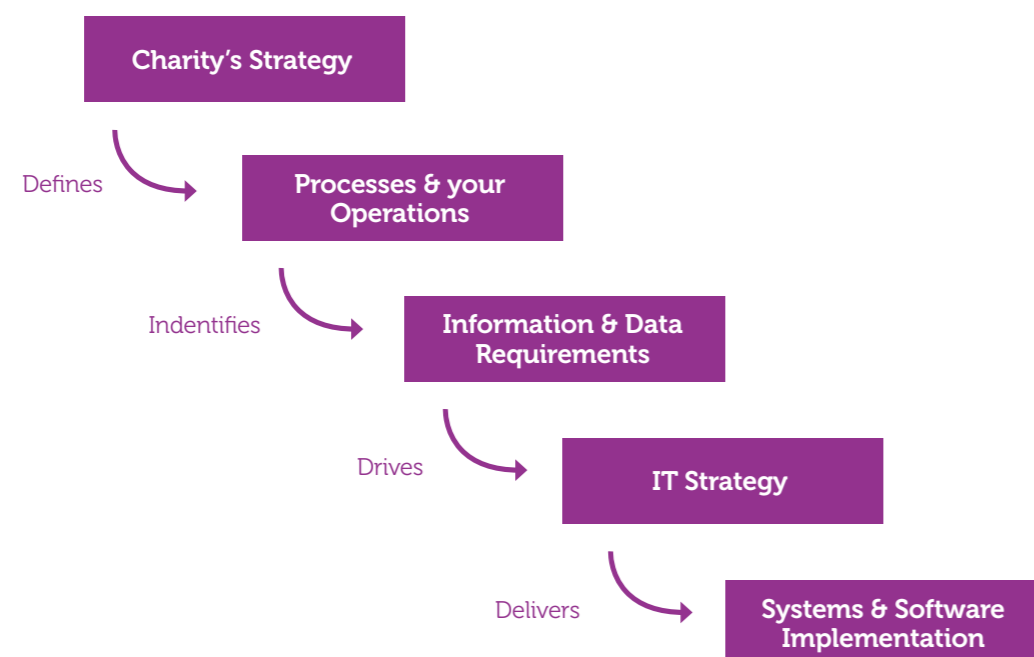 Charity's Strategy
Defines
Processes & your
Operations
Indentifies
Information & Data
Requirements
Drives
IT Strategy
Delivers
Systems & Software
Implementation